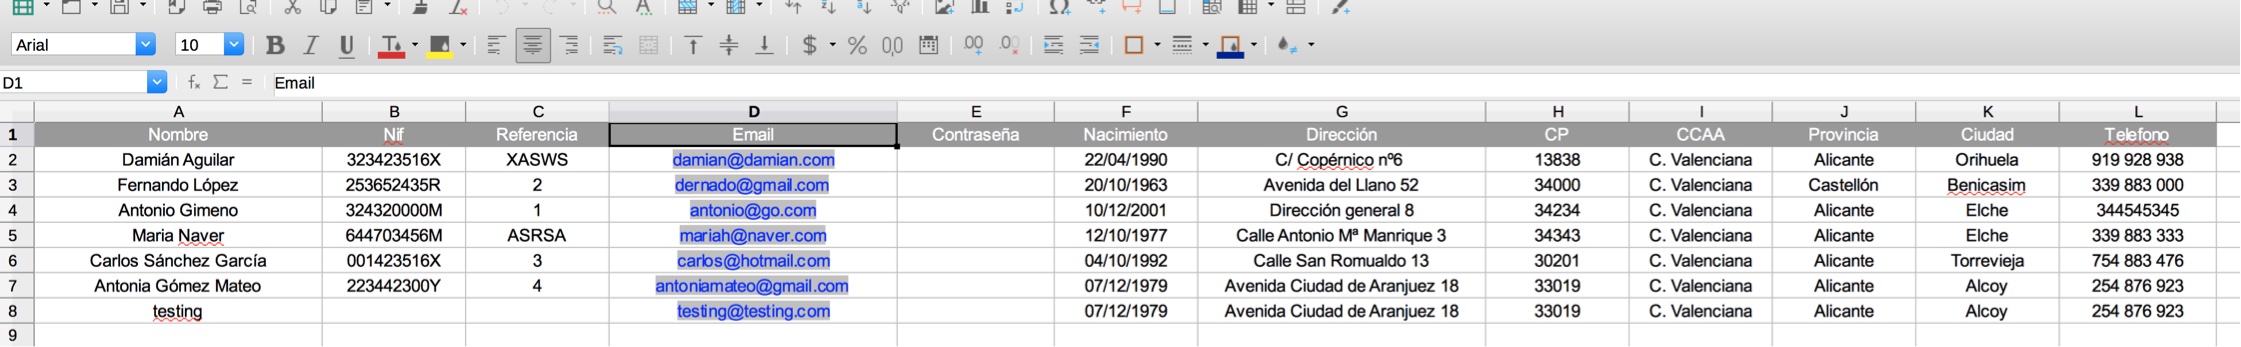 Arial 10 B I U $ % 0,0 .00 .00
D1 fx Σ = Email
A B C D E F G H I J K L
1 Nombre Nif Referencia Email Contraseña Nacimiento Dirección CP CCAA Provincia Ciudad Telefono
2 Damián Aguilar 323423516X XASWS damian@damian.com 22/04/1990 C/ Copérnico nº6 13838 C. Valenciana Alicante Orihuela 919 928 938
3 Fernando López 253652435R 2 dernado@gmail.com 20/10/1963 Avenida del Llano 52 34000 C. Valenciana Castellón Benicasim 339 883 000
4 Antonio Gimeno 324320000M 1 antonio@go.com 10/12/2001 Dirección general 8 34234 C. Valenciana Alicante Elche 344545345
5 Maria Naver 644703456M ASRSA mariah@naver.com 12/10/1977 Calle Antonio Mª Manrique 3 34343 C. Valenciana Alicante Elche 339 883 333
6 Carlos Sánchez García 001423516X 3 carlos@hotmail.com 04/10/1992 Calle San Romualdo 13 30201 C. Valenciana Alicante Torrevieja 754 883 476
7 Antonia Gómez Mateo 223442300Y 4 antoniamateo@gmail.com 07/12/1979 Avenida Ciudad de Aranjuez 18 33019 C. Valenciana Alicante Alcoy 254 876 923
8 testing testing@testing.com 07/12/1979 Avenida Ciudad de Aranjuez 18 33019 C. Valenciana Alicante Alcoy 254 876 923
9